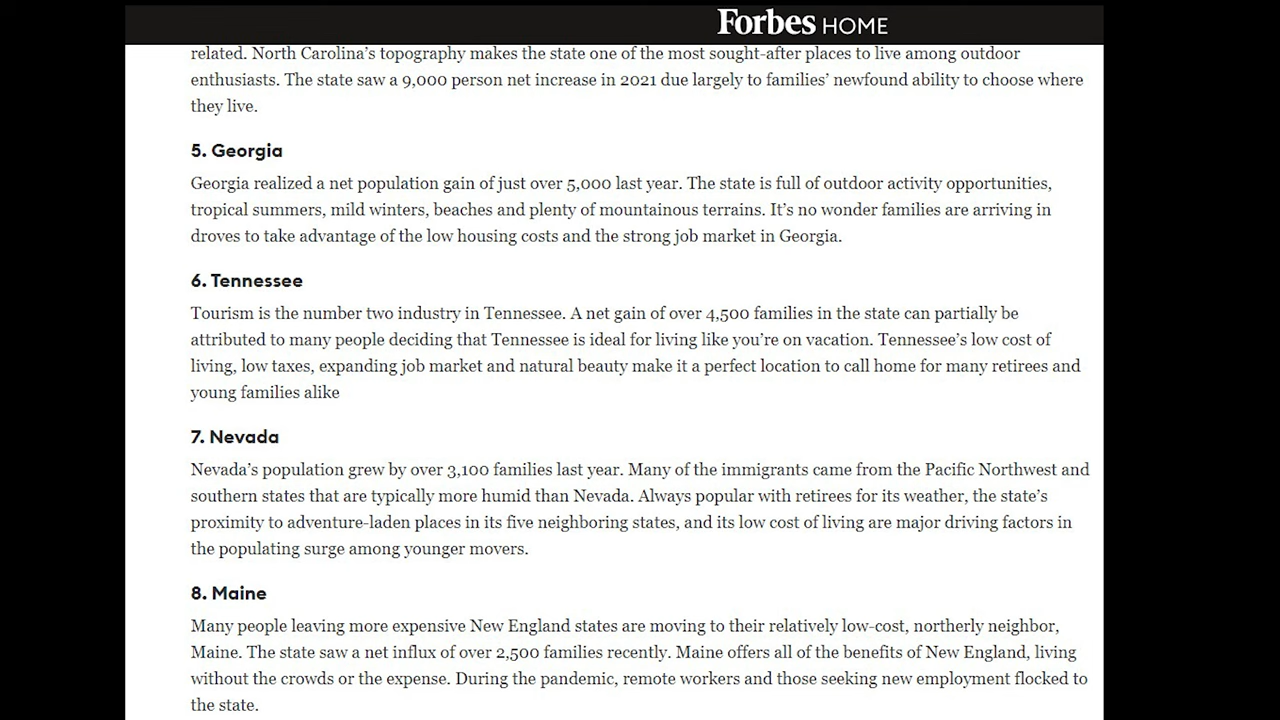 Forbes HOME
related. North Carolina’s topography makes the state one of the most sought-after places to live among outdoor
enthusiasts. The state saw a 9,000 person net increase in 2021 due largely to families’ newfound ability to choose where
they live.
5. Georgia
Georgia realized a net population gain of just over 5,000 last year. The state is full of outdoor activity opportunities,
tropical summers, mild winters, beaches and plenty of mountainous terrains. It’s no wonder families are arriving in
droves to take advantage of the low housing costs and the strong job market in Georgia.
6. Tennessee
Tourism is the number two industry in Tennessee. A net gain of over 4,500 families in the state can partially be
attributed to many people deciding that Tennessee is ideal for living like you’re on vacation. Tennessee’s low cost of
living, low taxes, expanding job market and natural beauty make it a perfect location to call home for many retirees and
young families alike
7. Nevada
Nevada’s population grew by over 3,100 families last year. Many of the immigrants came from the Pacific Northwest and
southern states that are typically more humid than Nevada. Always popular with retirees for its weather, the state’s
proximity to adventure-laden places in its five neighboring states, and its low cost of living are major driving factors in
the populating surge among younger movers.
8. Maine
Many people leaving more expensive New England states are moving to their relatively low-cost, northerly neighbor,
Maine. The state saw a net influx of over 2,500 families recently. Maine offers all of the benefits of New England, living
without the crowds or the expense. During the pandemic, remote workers and those seeking new employment flocked to
the state.